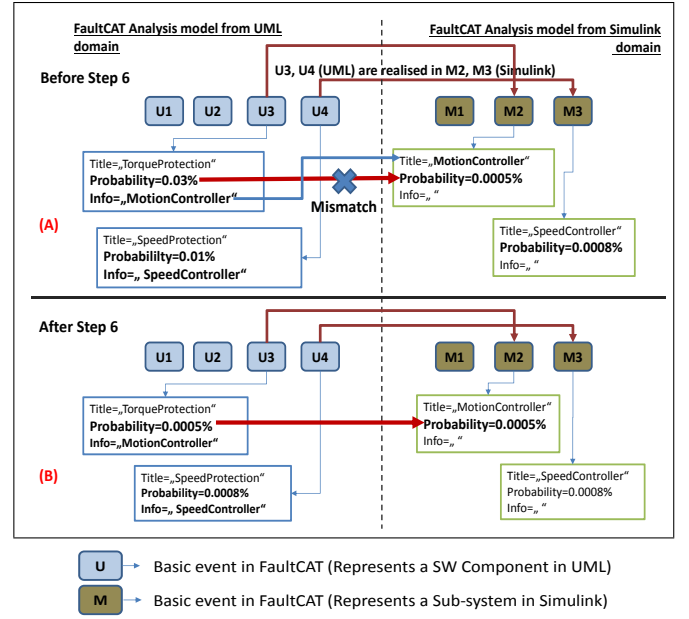 FaultCAT Analysis model from UML
domain
FaultCAT Analysis model from Simulink
domain
Before Step 6
U3, U4 (UML) are realised in M2, M3 (Simulink)
U1 U2 U3 U4 M1 M2 M3
Title=„TorqueProtection“
Probability=0.03%
Info=„MotionController“
Title=„MotionController“
Probability=0.0005%
Info=„ “
Mismatch
(A)
Title=„SpeedProtection“
Probabililty=0.01%
Info=„ SpeedController“
Title=„SpeedController“
Probability=0.0008%
Info=„ “
After Step 6
U1 U2 U3 U4 M1 M2 M3
Title=„TorqueProtection“
Probability=0.0005%
Info=„MotionController“
Title=„MotionController“
Probability=0.0005%
Info=„ “
(B)
Title=„SpeedProtection“
Probability=0.0008%
Info=„ SpeedController“
Title=„SpeedController“
Probability=0.0008%
Info=„ “
U Basic event in FaultCAT (Represents a SW Component in UML)
M Basic event in FaultCAT (Represents a Sub-system in Simulink)